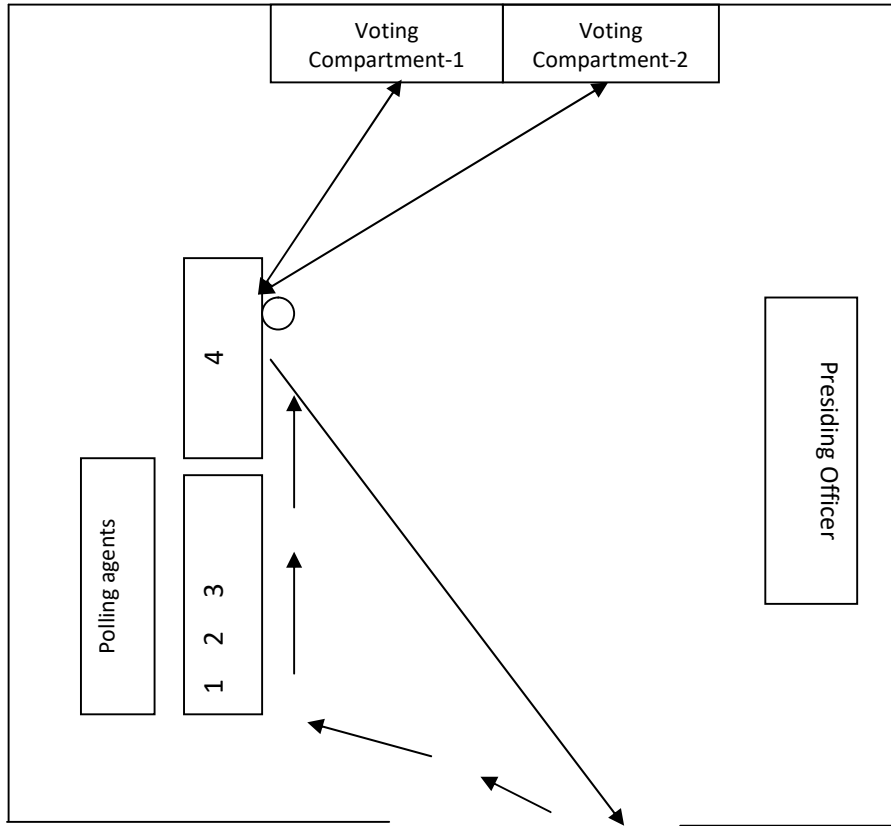 Voting
Compartment-1
Voting
Compartment-2
4
Presiding Officer
Polling agents
1 2 3